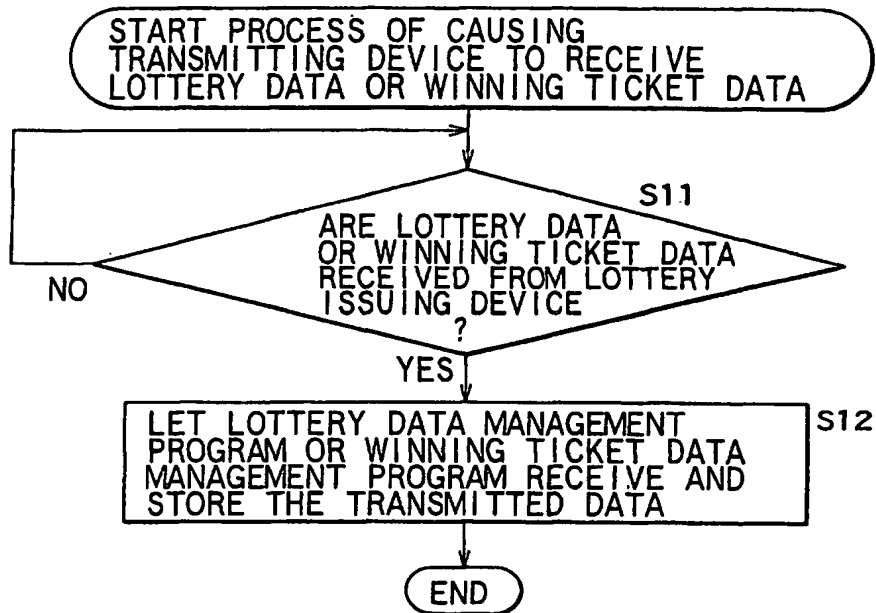 START PROCESS OF CAUSING
TRANSMITTING DEVICE TO RECEIVE
LOTTERY DATA OR WINNING TICKET DATA
S11
ARE LOTTERY DATA
OR WINNING TICKET DATA
RECEIVED FROM LOTTERY
ISSUING DEVICE
?
NO
YES
S12
LET LOTTERY DATA MANAGEMENT
PROGRAM OR WINNING TICKET DATA
MANAGEMENT PROGRAM RECEIVE AND
STORE THE TRANSMITTED DATA
END